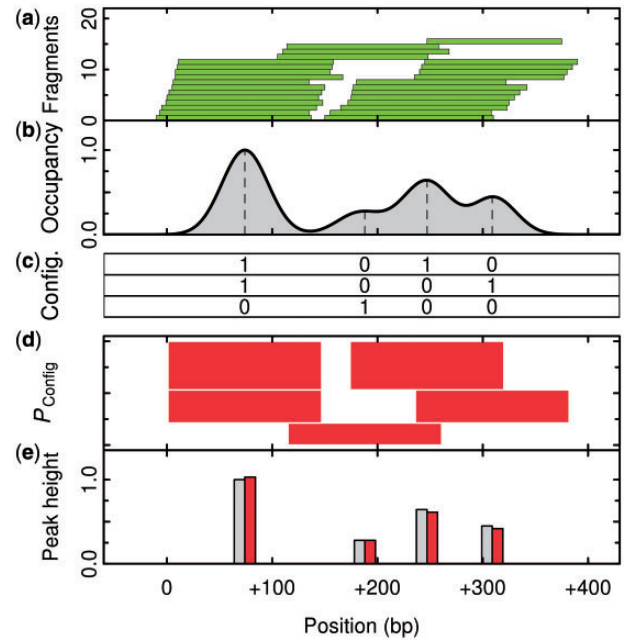 (a)
Fragments
20
10
0
(b)
Occupancy
1.0
0.0
(c)
Config.
1 0 1 0
1 0 0 1
0 1 0 0
(d)
PConfig
(e)
Peak height
1.0
0.0
0 +100 +200 +300 +400
Position (bp)